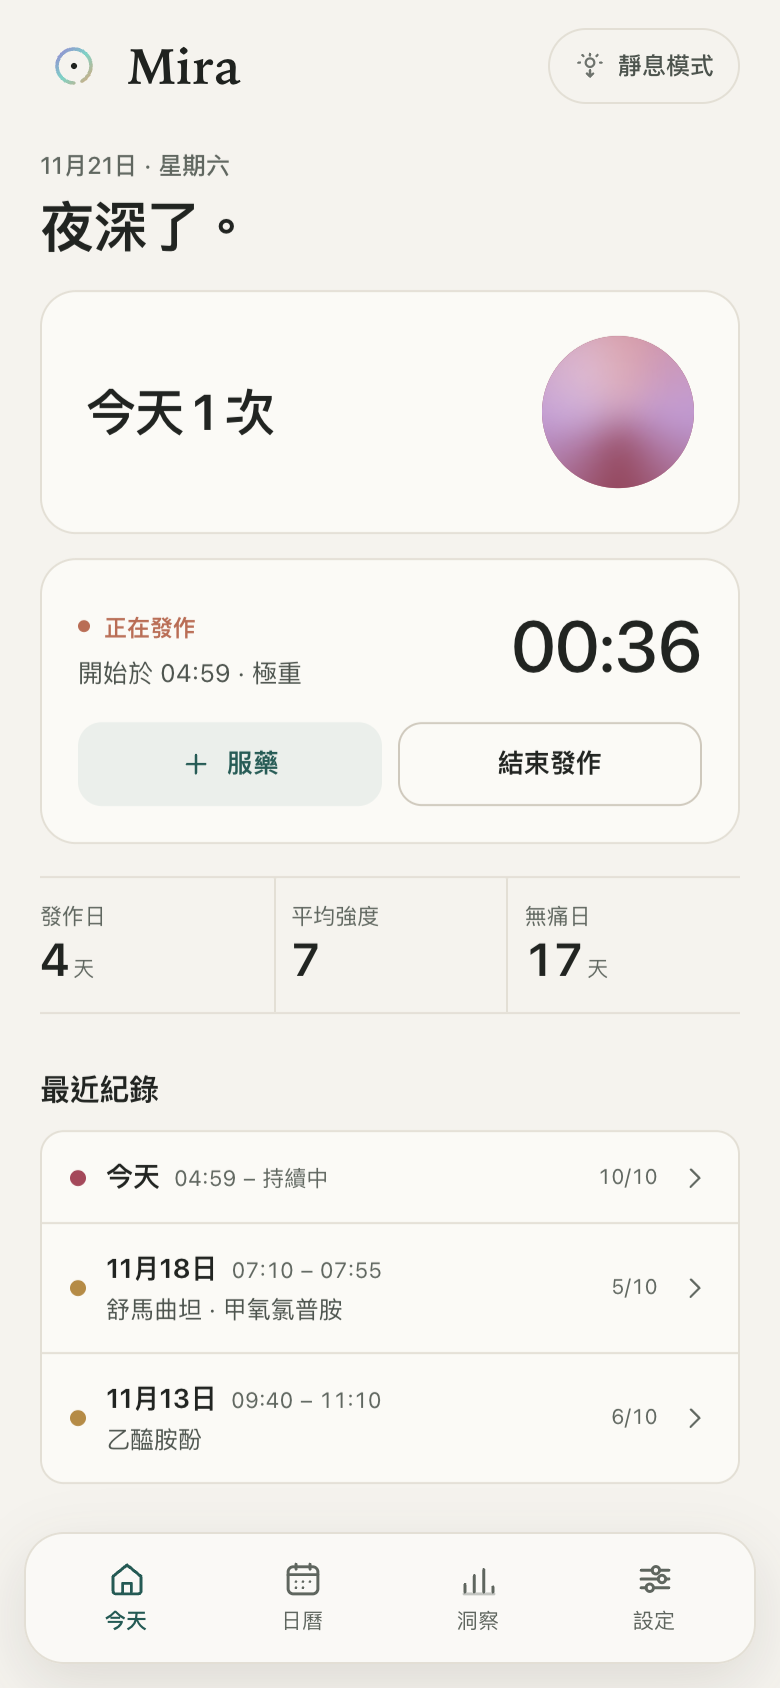 Mira
靜息模式
11月21日 · 星期六
夜深了。
今天 1 次
正在發作
開始於 04:59 · 極重
00:36
服藥
結束發作
發作日
4 天
平均強度
7
無痛日
17 天
最近紀錄
今天 04:59 – 持續中 10/10
11月18日 07:10 – 07:55
舒馬曲坦 · 甲氧氯普胺
5/10
11月13日 09:40 – 11:10
乙醯胺酚
6/10
今天
日曆
洞察
設定